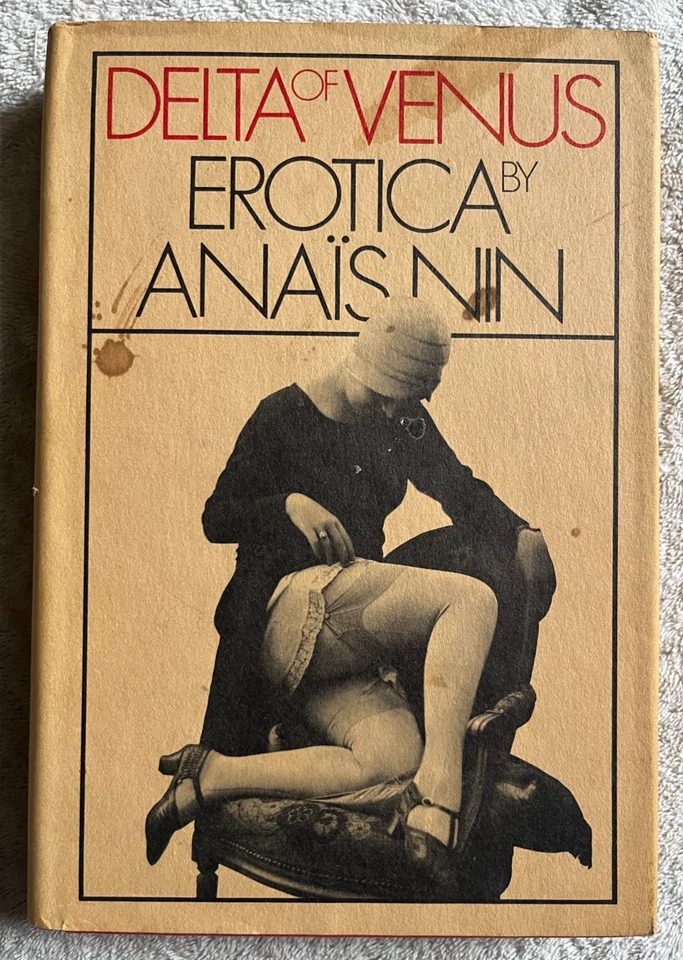 DELTA OF VENUS
EROTICA BY
ANAÏS NIN